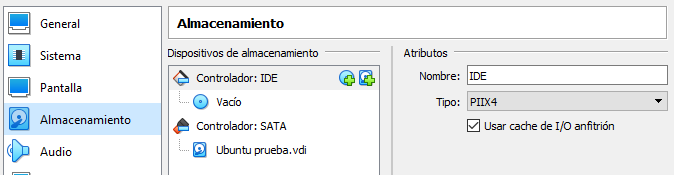 General
Sistema
Pantalla
Almacenamiento
Audio
Almacenamiento
Dispositivos de almacenamiento
Controlador: IDE
Vacío
Controlador: SATA
Ubuntu prueba.vdi
Atributos
Nombre: IDE
Tipo: PIIX4
Usar cache de I/O anfitrión